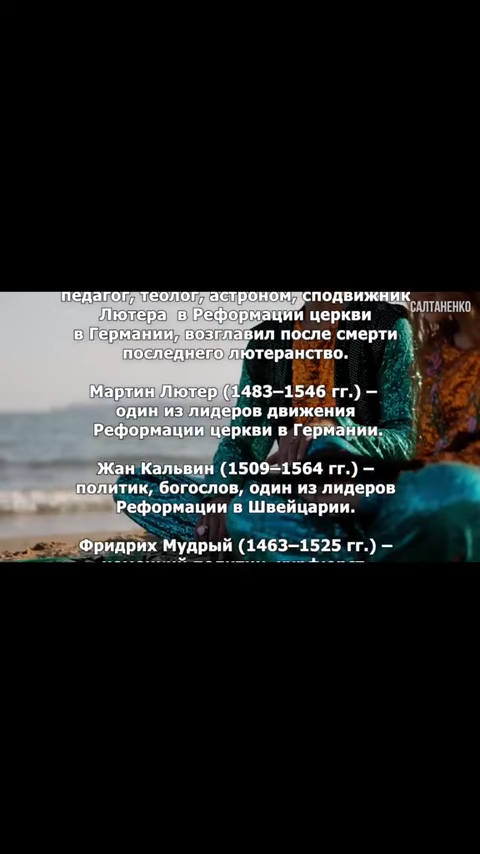 педагог, теолог, астроном, сподвижник
САЛТАНЕНКО
Лютера в Реформации церкви
в Германии, возглавил после смерти
последнего лютеранство.
Мартин Лютер (1483–1546 гг.) –
один из лидеров движения
Реформации церкви в Германии.
Жан Кальвин (1509–1564 гг.) –
политик, богослов, один из лидеров
Реформации в Швейцарии.
Фридрих Мудрый (1463–1525 гг.) –